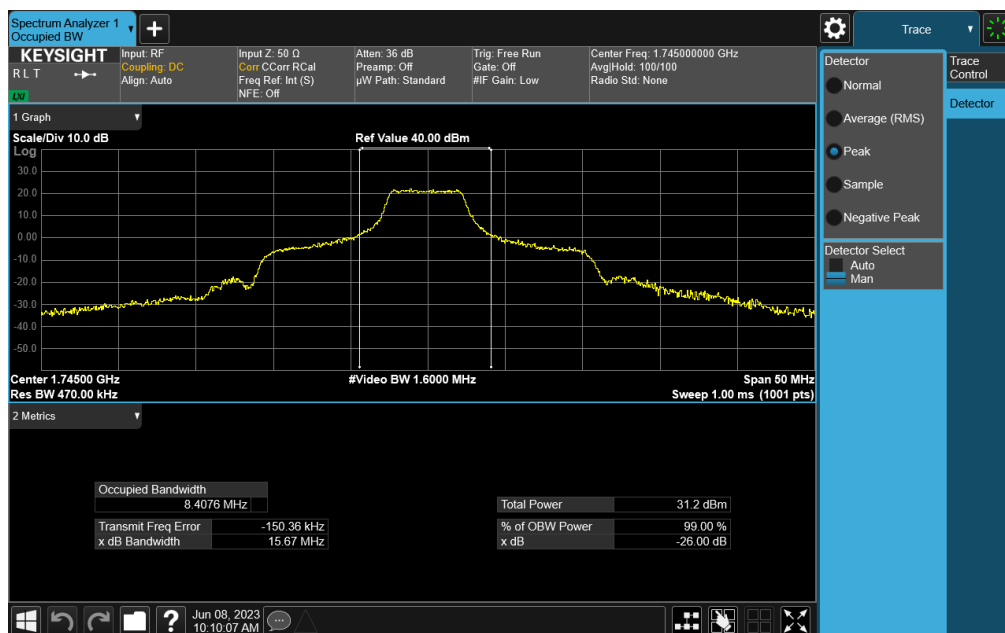 Spectrum Analyzer 1
Occupied BW
Trace
KEYSIGHT
R L T
LXI
Input: RF
Coupling: DC
Align: Auto
Input Z: 50 Ω
Corr CCorr RCal
Freq Ref: Int (S)
NFE: Off
Atten: 36 dB
Preamp: Off
µW Path: Standard
Trig: Free Run
Gate: Off
#IF Gain: Low
Center Freq: 1.745000000 GHz
Avg|Hold: 100/100
Radio Std: None
1 Graph
Scale/Div 10.0 dB
Ref Value 40.00 dBm
Log
30.0
20.0
10.0
0.00
-10.0
-20.0
-30.0
-40.0
-50.0
Center 1.74500 GHz
#Video BW 1.6000 MHz
Span 50 MHz
Res BW 470.00 kHz
Sweep 1.00 ms (1001 pts)
2 Metrics
Occupied Bandwidth
8.4076 MHz
Transmit Freq Error -150.36 kHz
x dB Bandwidth 15.67 MHz
Total Power 31.2 dBm
% of OBW Power 99.00 %
x dB -26.00 dB
Jun 08, 2023
10:10:07 AM
Detector
Normal
Average (RMS)
Peak
Sample
Negative Peak
Detector Select
Auto
Man
Trace
Control
Detector